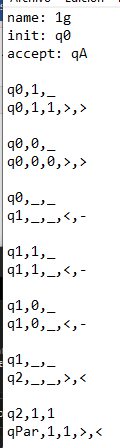 name: 1g
init: q0
accept: qA
q0,1,_
q0,1,1,>,>
q0,0,_
q0,0,0,>,>
q0,_,_
q1,_,_,<,-
q1,1,_
q1,1,_,<,-
q1,0,_
q1,0,_,<,-
q1,_,_
q2,_,_,>,<
q2,1,1
qPar,1,1,>,<